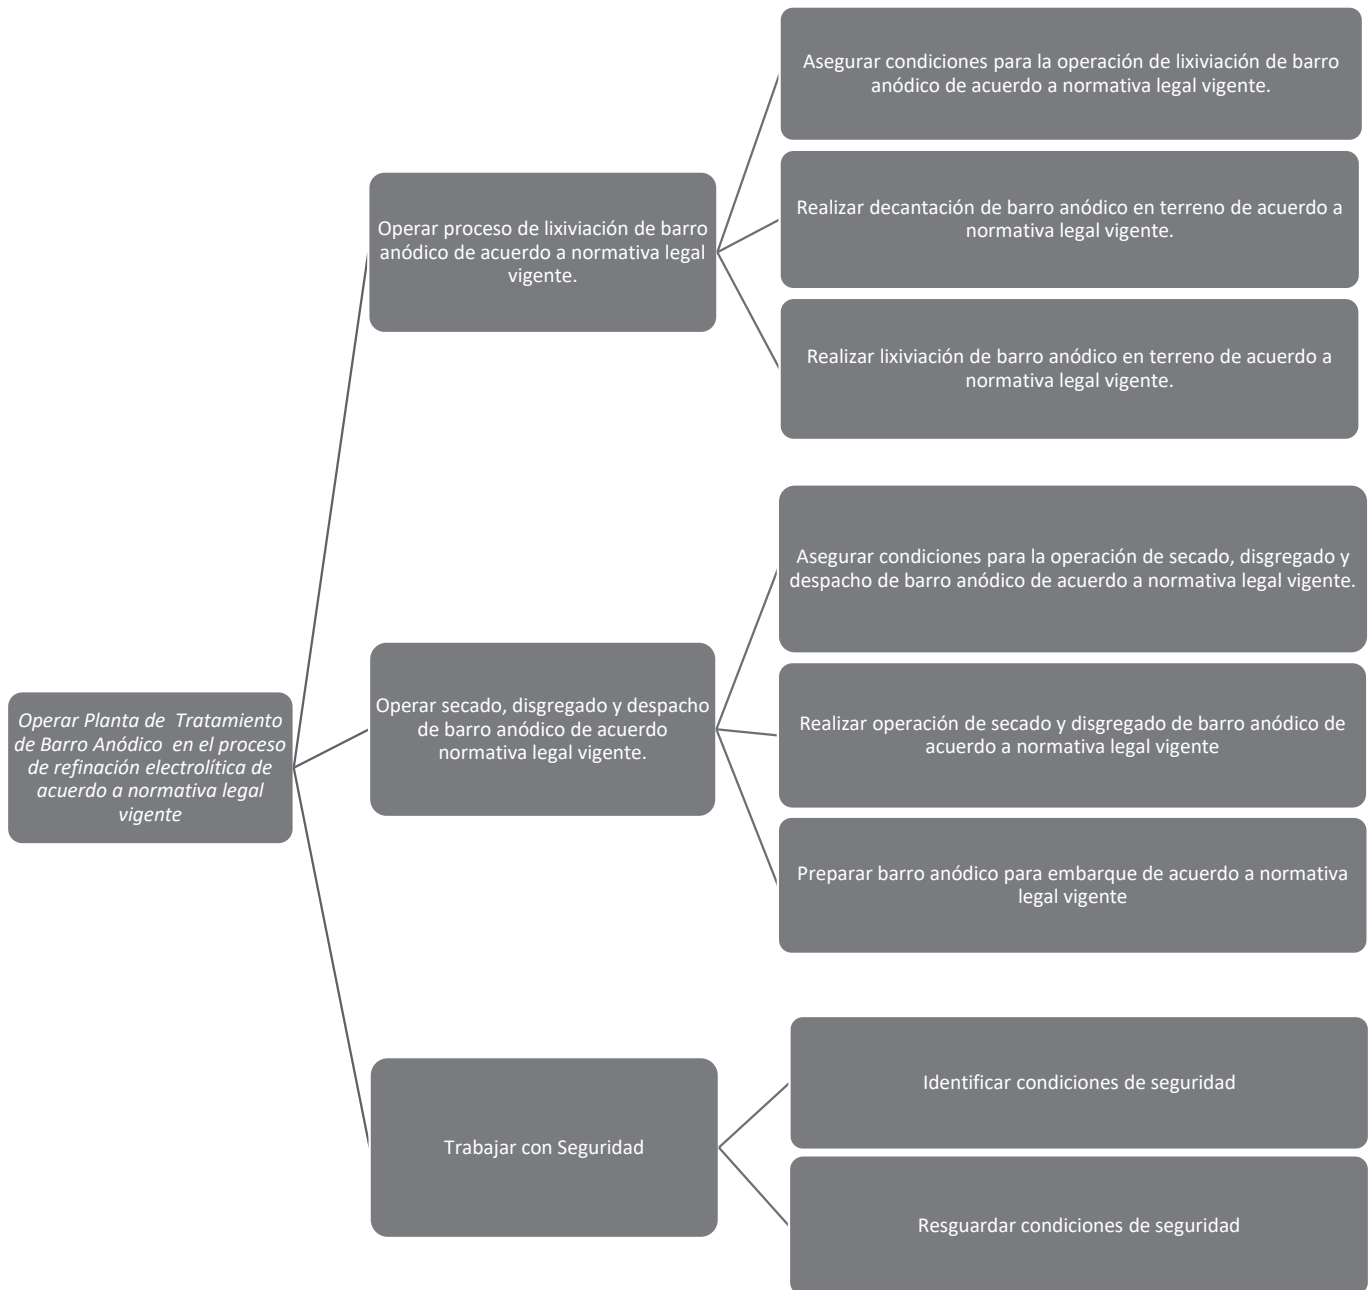 Operar Planta de Tratamiento
de Barro Anódico en el proceso
de refinación electrolítica de
acuerdo a normativa legal
vigente
Operar proceso de lixiviación de barro
anódico de acuerdo a normativa legal
vigente.
Asegurar condiciones para la operación de lixiviación de barro
anódico de acuerdo a normativa legal vigente.
Realizar decantación de barro anódico en terreno de acuerdo a
normativa legal vigente.
Realizar lixiviación de barro anódico en terreno de acuerdo a
normativa legal vigente.
Operar secado, disgregado y despacho
de barro anódico de acuerdo
normativa legal vigente.
Asegurar condiciones para la operación de secado, disgregado y
despacho de barro anódico de acuerdo a normativa legal vigente.
Realizar operación de secado y disgregado de barro anódico de
acuerdo a normativa legal vigente
Preparar barro anódico para embarque de acuerdo a normativa
legal vigente
Trabajar con Seguridad
Identificar condiciones de seguridad
Resguardar condiciones de seguridad